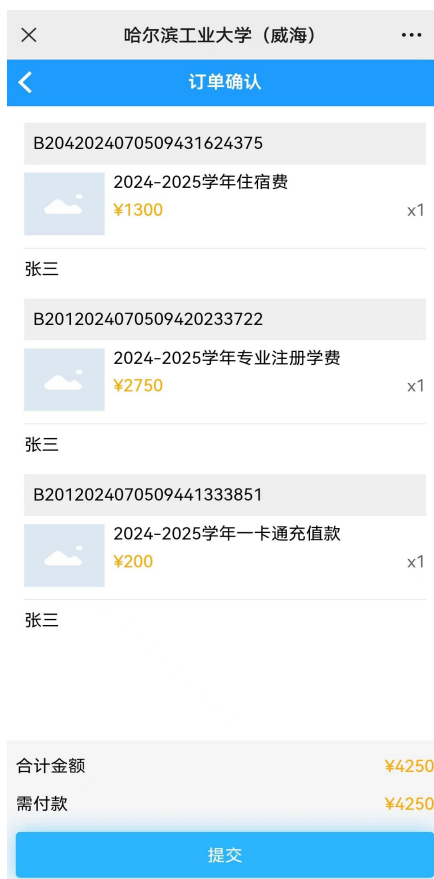 哈尔滨工业大学（威海）
订单确认
B2042024070509431624375
2024-2025学年住宿费
¥1300 x1
张三
B2012024070509420233722
2024-2025学年专业注册学费
¥2750 x1
张三
B2012024070509441333851
2024-2025学年一卡通充值款
¥200 x1
张三
合计金额 ¥4250
需付款 ¥4250
提交